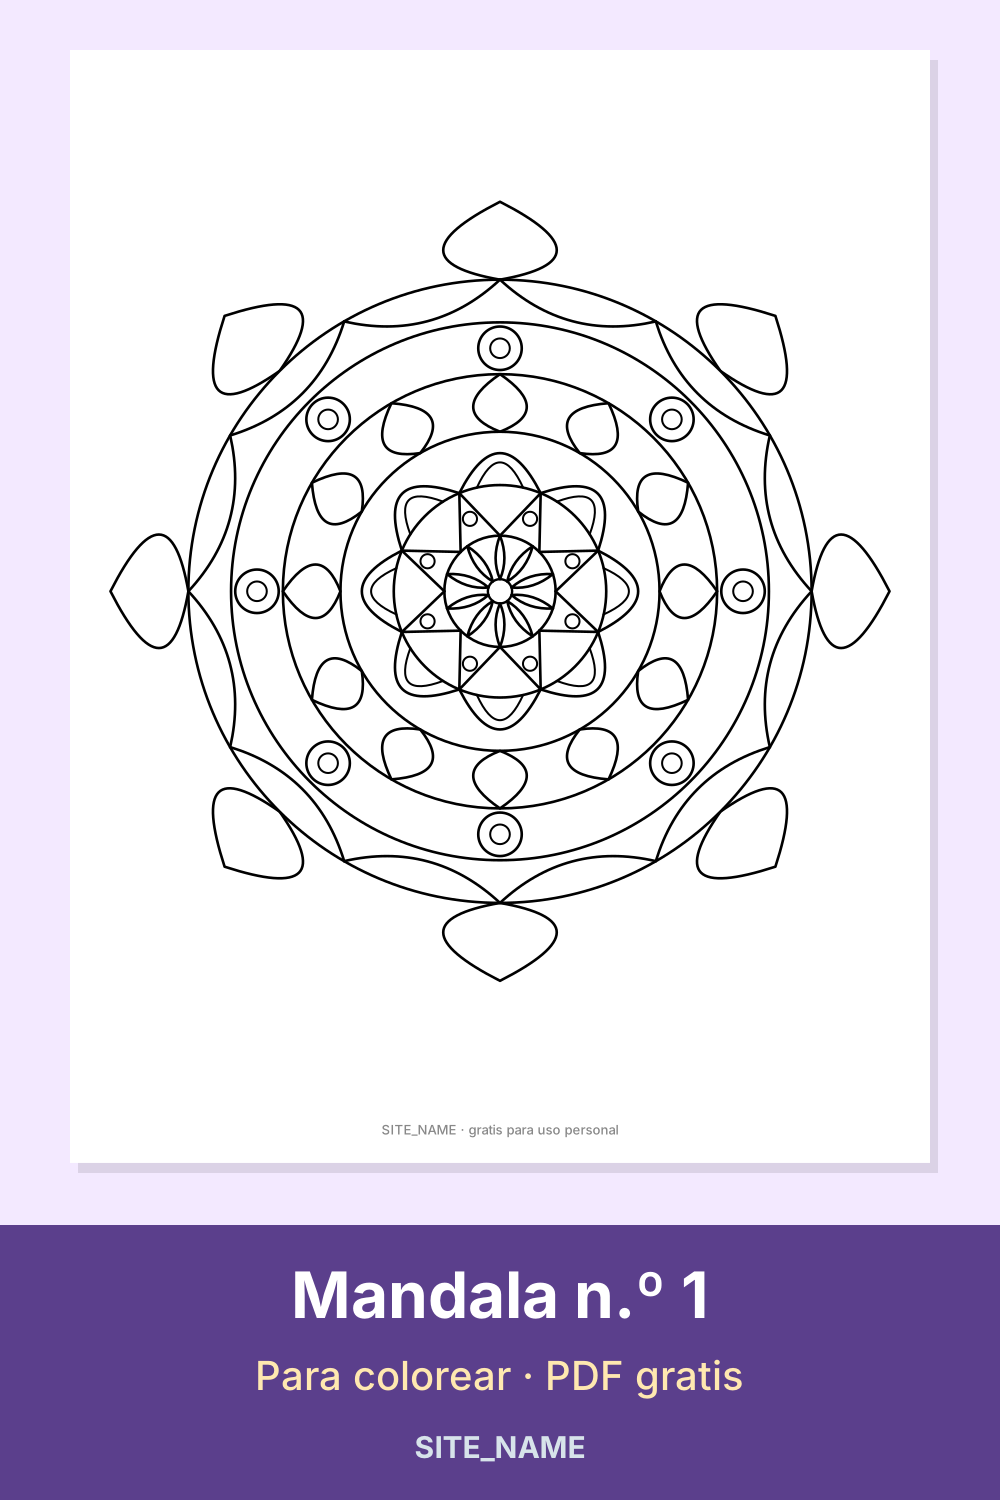 SITE_NAME · gratis para uso personal
Mandala n.º 1
Para colorear · PDF gratis
SITE_NAME